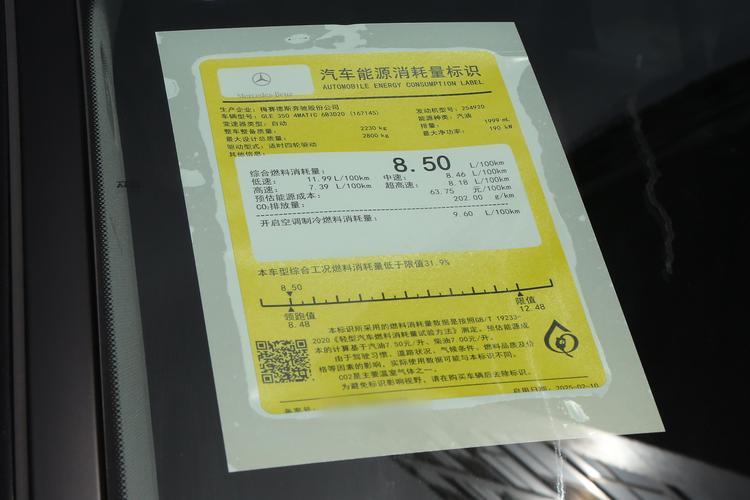 汽车能源消耗量标识
AUTOMOBILE ENERGY CONSUMPTION LABEL
Mercedes-Benz
生产企业：梅赛德斯奔驰股份公司
车辆型号：GLE 350 4MATIC 6B3D20 (167145) 发动机型号：254920
变速器类型：自动 能源种类：汽油
整车整备质量： 2230 kg 排量： 1999 mL
最大设计总质量： 2800 kg 最大净功率： 190 kW
驱动型式：适时四轮驱动
其他信息：
综合燃料消耗量： 8.50 L/100km
低速： 11.99 L/100km 中速： 8.46 L/100km
高速： 7.39 L/100km 超高速： 8.18 L/100km
预估能源成本： 63.75 元/100km
CO₂排放量： 202.00 g/km
开启空调制冷燃料消耗量： 9.60 L/100km
本车型综合工况燃料消耗量低于限值31.9%
8.50
领跑值 限值
8.48 12.48
本标识所采用的燃料消耗量数据是按照GB/T 19233-
2020《轻型汽车燃料消耗量试验方法》测定。预估能源成
本的计算基于汽油7.50元/升、柴油7.00元/升。
由于驾驶习惯、道路状况、气候条件、燃料品质及价
格等因素的影响，实际使用数据可能与本标识不同。
CO2是主要温室气体之一。
为避免标识影响视野，请在购买车辆后去除标识。
备案号： 启用日期：2025-02-10